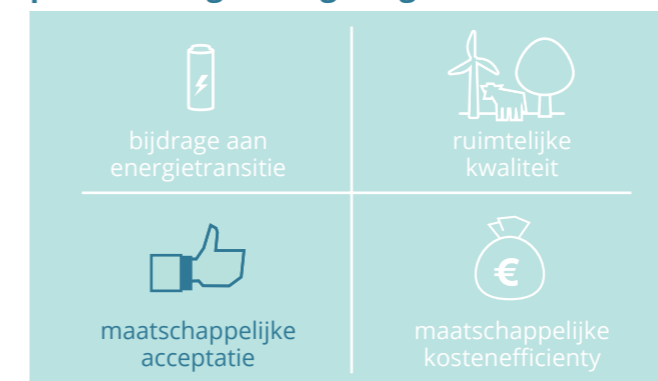 bijdrage aan
energietransitie
ruimtelijke
kwaliteit
maatschappelijke
acceptatie
€
maatschappelijke
kostenefficienty